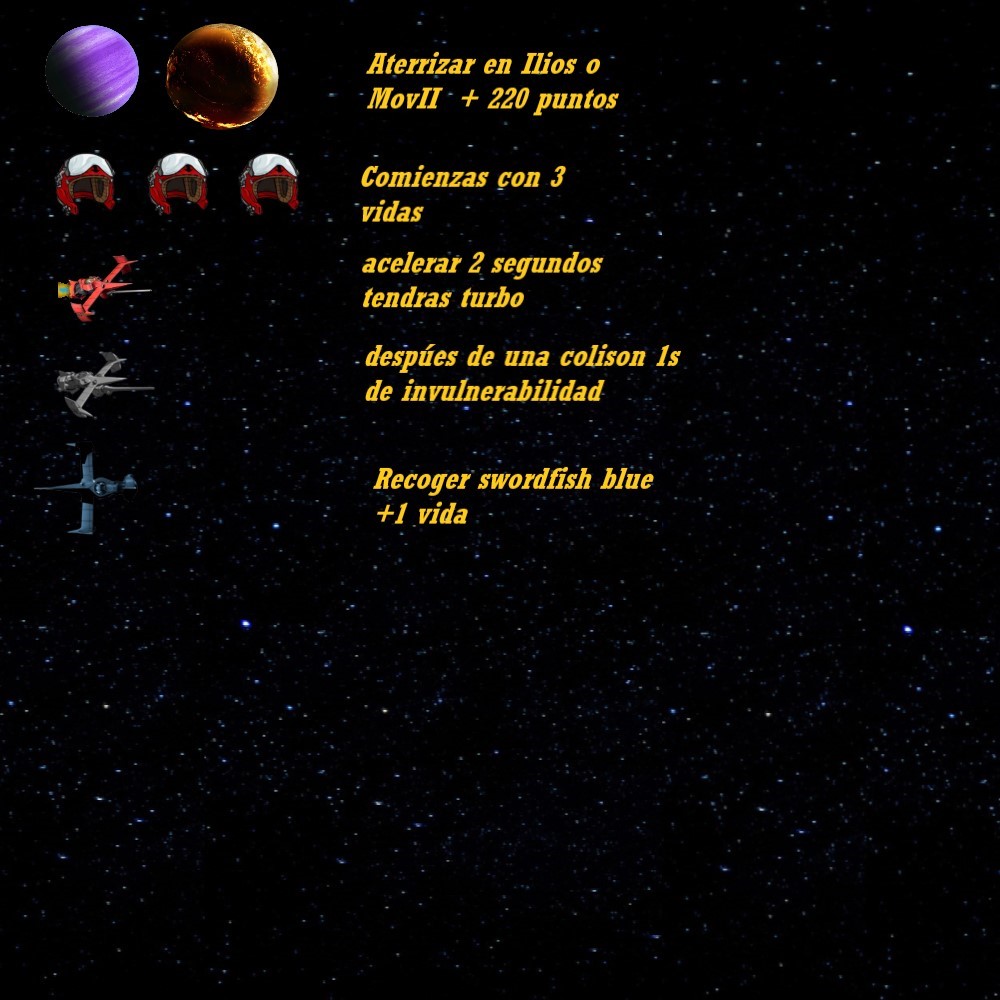 Aterrizar en Ilios o
MovII + 220 puntos
Comienzas con 3
vidas
acelerar 2 segundos
tendras turbo
despúes de una colison 1s
de invulnerabilidad
Recoger swordfish blue
+1 vida